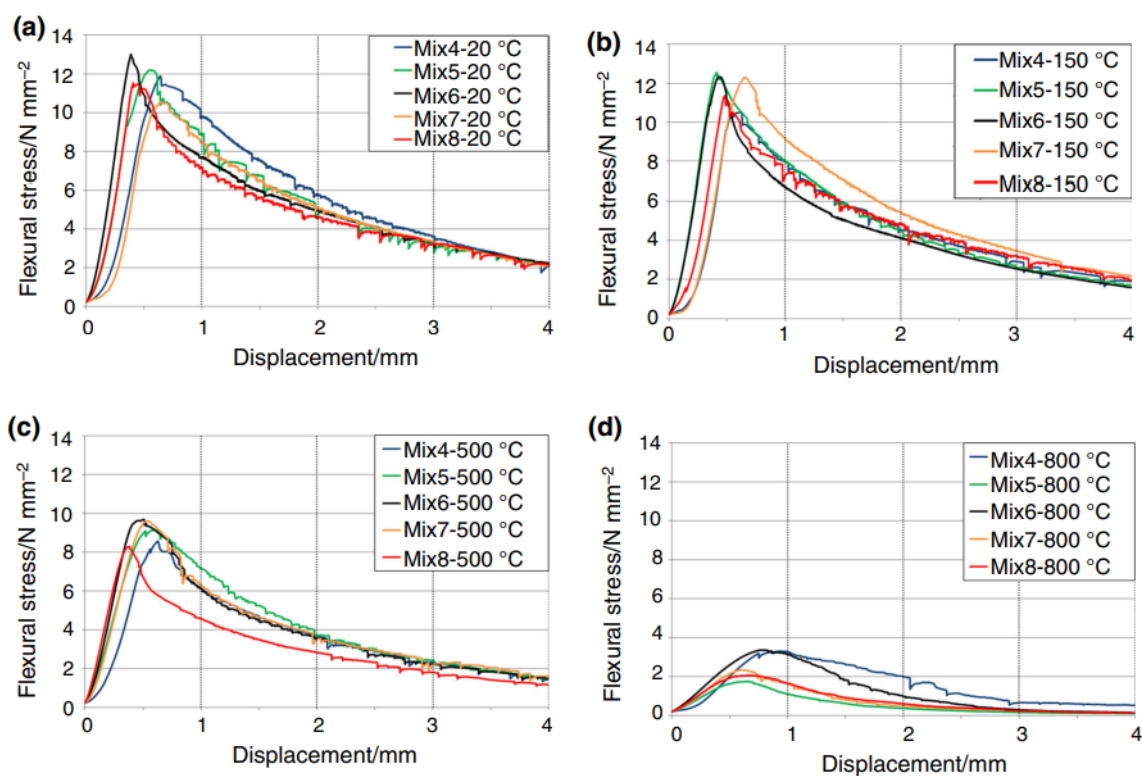 (a)
Flexural stress/N mm−2
14
12
10
8
6
4
2
0
Mix4-20 °C
Mix5-20 °C
Mix6-20 °C
Mix7-20 °C
Mix8-20 °C
0 1 2 3 4
Displacement/mm
(b)
Flexural stress/N mm−2
14
12
10
8
6
4
2
0
Mix4-150 °C
Mix5-150 °C
Mix6-150 °C
Mix7-150 °C
Mix8-150 °C
0 1 2 3 4
Displacement/mm
(c)
Flexural stress/N mm−2
14
12
10
8
6
4
2
0
Mix4-500 °C
Mix5-500 °C
Mix6-500 °C
Mix7-500 °C
Mix8-500 °C
0 1 2 3 4
Displacement/mm
(d)
Flexural stress/N mm−2
14
12
10
8
6
4
2
0
Mix4-800 °C
Mix5-800 °C
Mix6-800 °C
Mix7-800 °C
Mix8-800 °C
0 1 2 3 4
Displacement/mm